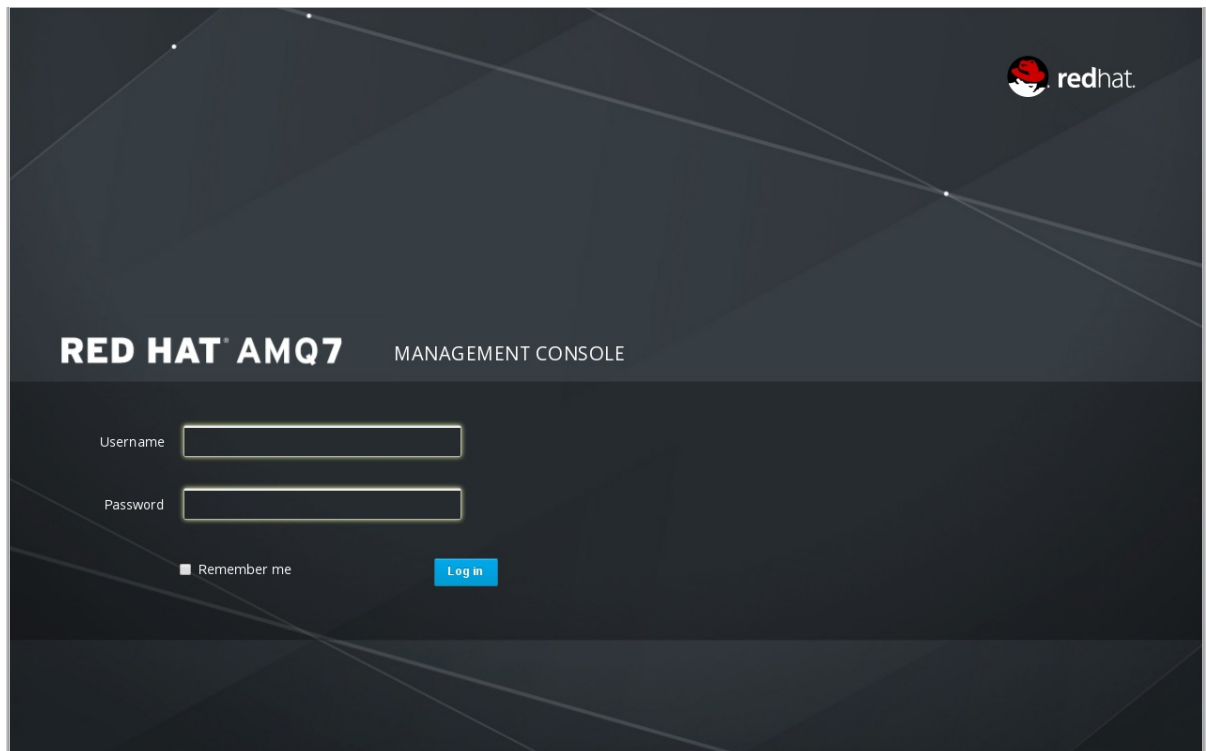 redhat.
RED HAT® AMQ7 MANAGEMENT CONSOLE
Username
Password
Remember me
Log in